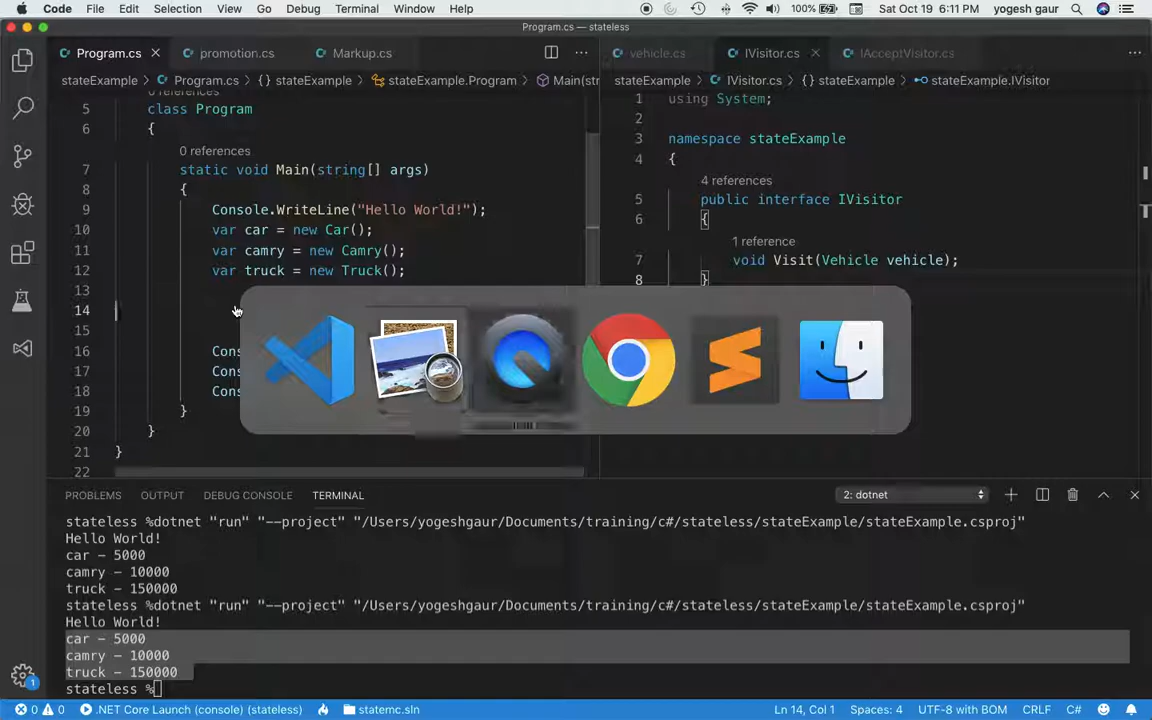 Code File Edit Selection View Go Debug Terminal Window Help 100% Sat Oct 19 6:11 PM yogesh gaur
Program.cs — stateless
Program.cs promotion.cs Markup.cs
stateExample > Program.cs > {} stateExample > stateExample.Program > Main(str
0 references
5 class Program
6 {
0 references
7 static void Main(string[] args)
8 {
9 Console.WriteLine("Hello World!");
10 var car = new Car();
11 var camry = new Camry();
12 var truck = new Truck();
13
14
15
16 Cons
17 Cons
18 Cons
19 }
20 }
21 }
22
vehicle.cs IVisitor.cs IAcceptVisitor.cs
stateExample > IVisitor.cs > {} stateExample > stateExample.IVisitor
1 using System;
2
3 namespace stateExample
4 {
4 references
5 public interface IVisitor
6 {
1 reference
7 void Visit(Vehicle vehicle);
8 }
PROBLEMS OUTPUT DEBUG CONSOLE TERMINAL 2: dotnet
stateless %dotnet "run" "--project" "/Users/yogeshgaur/Documents/training/c#/stateless/stateExample/stateExample.csproj"
Hello World!
car – 5000
camry – 10000
truck – 150000
stateless %dotnet "run" "--project" "/Users/yogeshgaur/Documents/training/c#/stateless/stateExample/stateExample.csproj"
Hello World!
car – 5000
camry – 10000
truck – 150000
stateless %
1
0 0 .NET Core Launch (console) (stateless) statemc.sln Ln 14, Col 1 Spaces: 4 UTF-8 with BOM CRLF C#